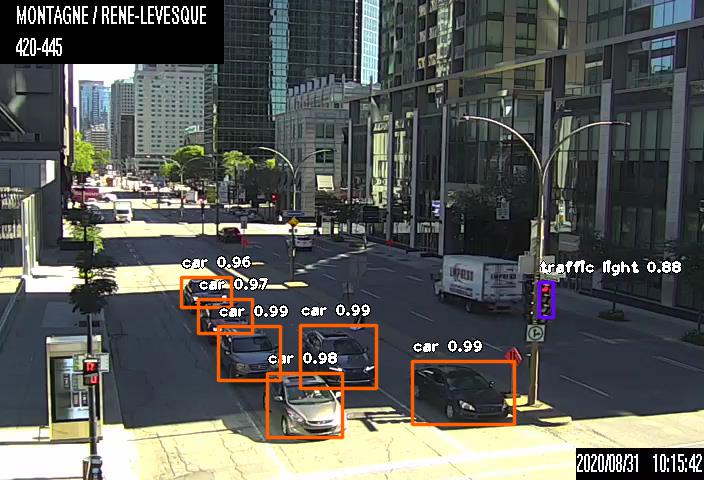 MONTAGNE / RENE-LEVESQUE
420-445
car 0.96
car 0.97
car 0.99
car 0.99
car 0.98
car 0.99
traffic light 0.88
2020/08/31 10:15:42